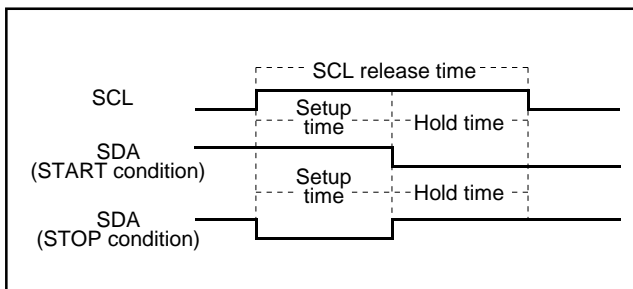 SCL release time
SCL
Setup
time
Hold time
SDA
(START condition)
Setup
time
Hold time
SDA
(STOP condition)